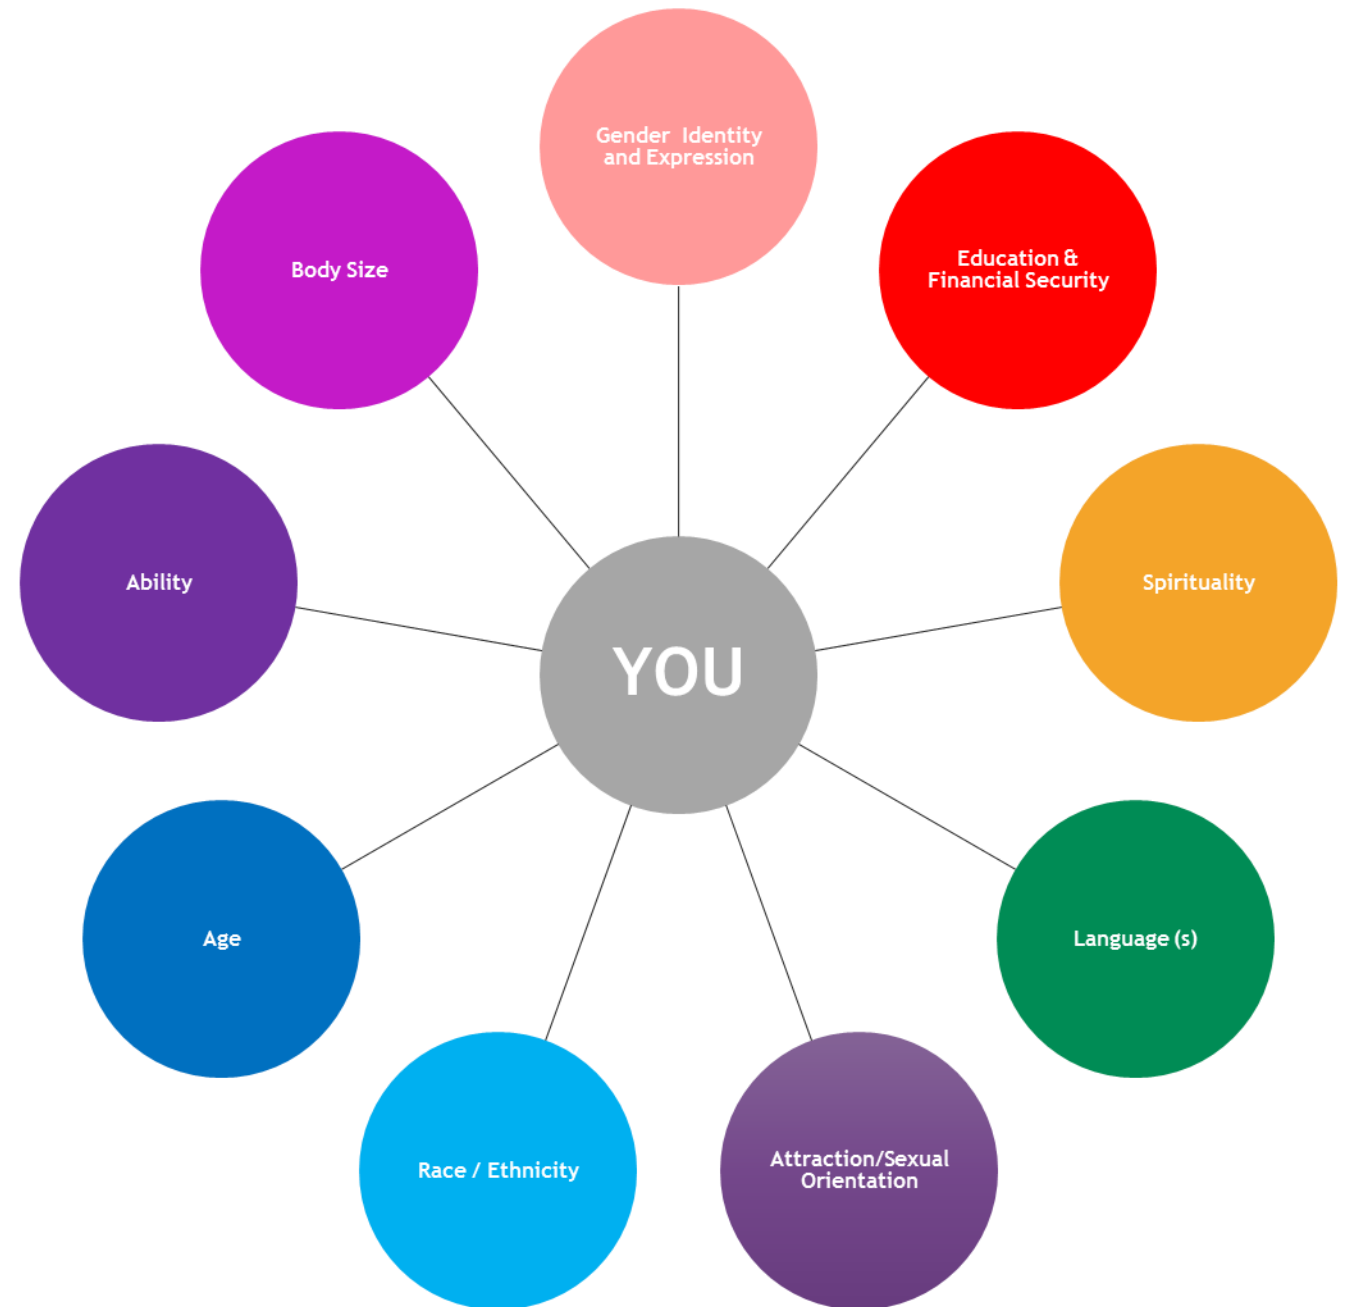 Gender Identity
and Expression
Education &
Financial Security
Body Size
Spirituality
Ability
YOU
Language (s)
Age
Attraction/Sexual
Orientation
Race / Ethnicity